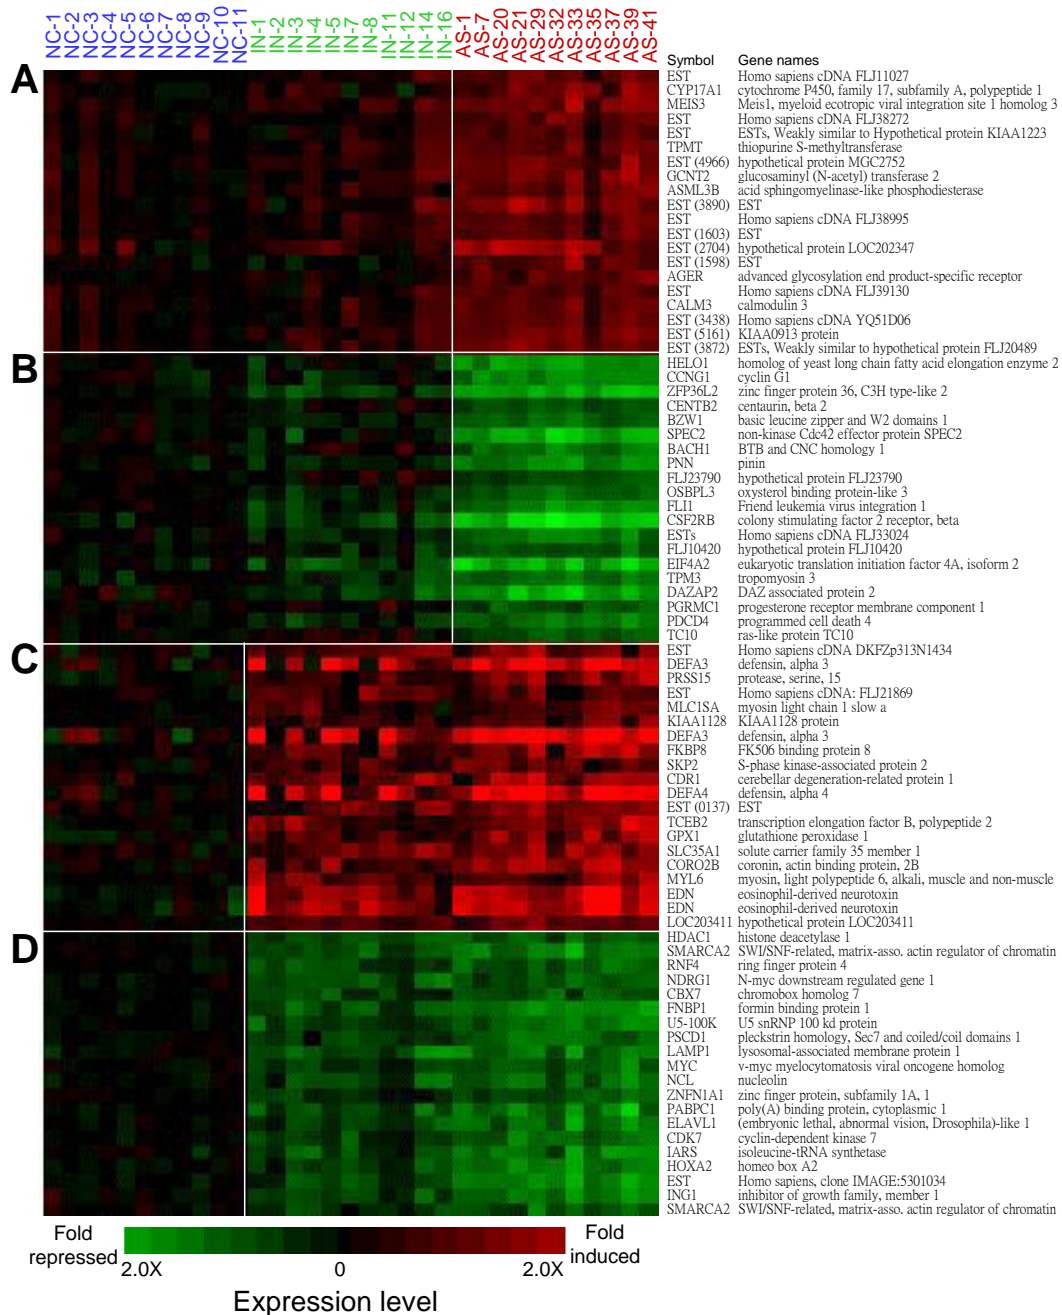 NC-1 NC-2 NC-3 NC-4 NC-5 NC-6 NC-7 NC-8 NC-9 NC-10 NC-11 IN-1 IN-2 IN-3 IN-4 IN-5 IN-7 IN-8 IN-11 IN-12 IN-14 IN-16 AS-1 AS-7 AS-20 AS-21 AS-29 AS-32 AS-33 AS-35 AS-37 AS-39 AS-41
Symbol Gene names
A
EST Homo sapiens cDNA FLJ11027
CYP17A1 cytochrome P450, family 17, subfamily A, polypeptide 1
MEIS3 Meis1, myeloid ecotropic viral integration site 1 homolog 3
EST Homo sapiens cDNA FLJ38272
EST ESTs, Weakly similar to Hypothetical protein KIAA1223
TPMT thiopurine S-methyltransferase
EST (4966) hypothetical protein MGC2752
GCNT2 glucosaminyl (N-acetyl) transferase 2
ASML3B acid sphingomyelinase-like phosphodiesterase
EST (3890) EST
EST Homo sapiens cDNA FLJ38995
EST (1603) EST
EST (2704) hypothetical protein LOC202347
EST (1598) EST
AGER advanced glycosylation end product-specific receptor
EST Homo sapiens cDNA FLJ39130
CALM3 calmodulin 3
EST (3438) Homo sapiens cDNA YQ51D06
EST (5161) KIAA0913 protein
EST (3872) ESTs, Weakly similar to hypothetical protein FLJ20489
B
HELO1 homolog of yeast long chain fatty acid elongation enzyme 2
CCNG1 cyclin G1
ZFP36L2 zinc finger protein 36, C3H type-like 2
CENTB2 centaurin, beta 2
BZW1 basic leucine zipper and W2 domains 1
SPEC2 non-kinase Cdc42 effector protein SPEC2
BACH1 BTB and CNC homology 1
PNN pinin
FLJ23790 hypothetical protein FLJ23790
OSBPL3 oxysterol binding protein-like 3
FLI1 Friend leukemia virus integration 1
CSF2RB colony stimulating factor 2 receptor, beta
ESTs Homo sapiens cDNA FLJ33024
FLJ10420 hypothetical protein FLJ10420
EIF4A2 eukaryotic translation initiation factor 4A, isoform 2
TPM3 tropomyosin 3
DAZAP2 DAZ associated protein 2
PGRMC1 progesterone receptor membrane component 1
PDCD4 programmed cell death 4
TC10 ras-like protein TC10
C
EST Homo sapiens cDNA DKFZp313N1434
DEFA3 defensin, alpha 3
PRSS15 protease, serine, 15
EST Homo sapiens cDNA: FLJ21869
MLC1SA myosin light chain 1 slow a
KIAA1128 KIAA1128 protein
DEFA3 defensin, alpha 3
FKBP8 FK506 binding protein 8
SKP2 S-phase kinase-associated protein 2
CDR1 cerebellar degeneration-related protein 1
DEFA4 defensin, alpha 4
EST (0137) EST
TCEB2 transcription elongation factor B, polypeptide 2
GPX1 glutathione peroxidase 1
SLC35A1 solute carrier family 35 member 1
CORO2B coronin, actin binding protein, 2B
MYL6 myosin, light polypeptide 6, alkali, muscle and non-muscle
EDN eosinophil-derived neurotoxin
EDN eosinophil-derived neurotoxin
LOC203411 hypothetical protein LOC203411
D
HDAC1 histone deacetylase 1
SMARCA2 SWI/SNF-related, matrix-asso. actin regulator of chromatin
RNF4 ring finger protein 4
NDRG1 N-myc downstream regulated gene 1
CBX7 chromobox homolog 7
FNBP1 formin binding protein 1
U5-100K U5 snRNP 100 kd protein
PSCD1 pleckstrin homology, Sec7 and coiled/coil domains 1
LAMP1 lysosomal-associated membrane protein 1
MYC v-myc myelocytomatosis viral oncogene homolog
NCL nucleolin
ZNFN1A1 zinc finger protein, subfamily 1A, 1
PABPC1 poly(A) binding protein, cytoplasmic 1
ELAVL1 (embryonic lethal, abnormal vision, Drosophila)-like 1
CDK7 cyclin-dependent kinase 7
IARS isoleucine-tRNA synthetase
HOXA2 homeo box A2
EST Homo sapiens, clone IMAGE:5301034
ING1 inhibitor of growth family, member 1
SMARCA2 SWI/SNF-related, matrix-asso. actin regulator of chromatin
Fold repressed
Fold induced
2.0X 0 2.0X
Expression level